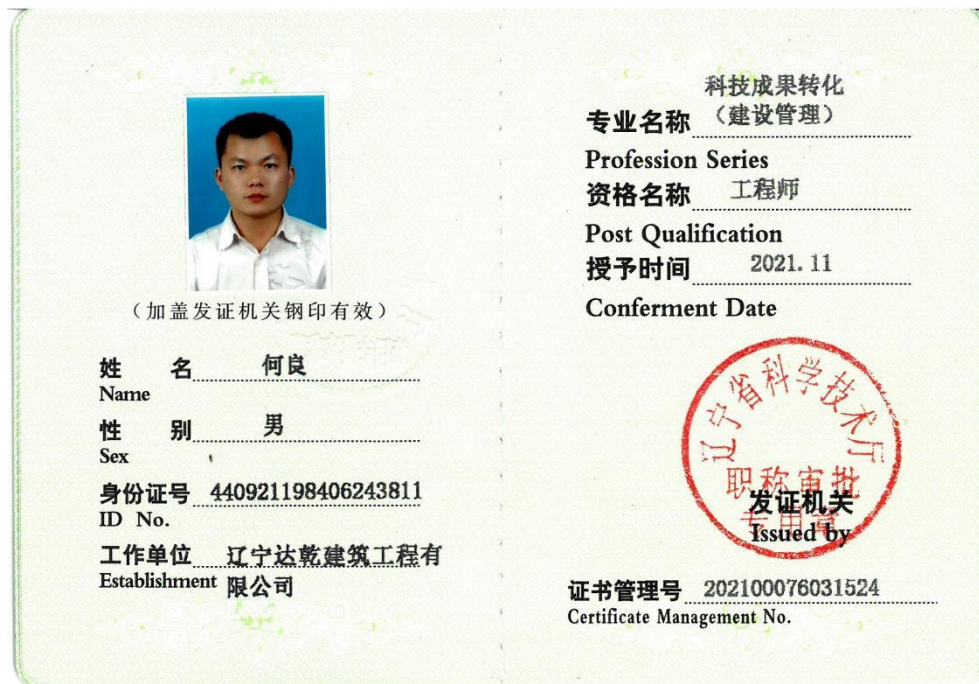 （加盖发证机关钢印有效）
姓 名 何良
Name
性 别 男
Sex
身份证号 440921198406243811
ID No.
工作单位 辽宁达乾建筑工程有
Establishment 限公司
科技成果转化
专业名称 （建设管理）
Profession Series
资格名称 工程师
Post Qualification
授予时间 2021.11
Conferment Date
辽宁省科学技术厅
职称审批
专用章
发证机关
Issued by
证书管理号 202100076031524
Certificate Management No.